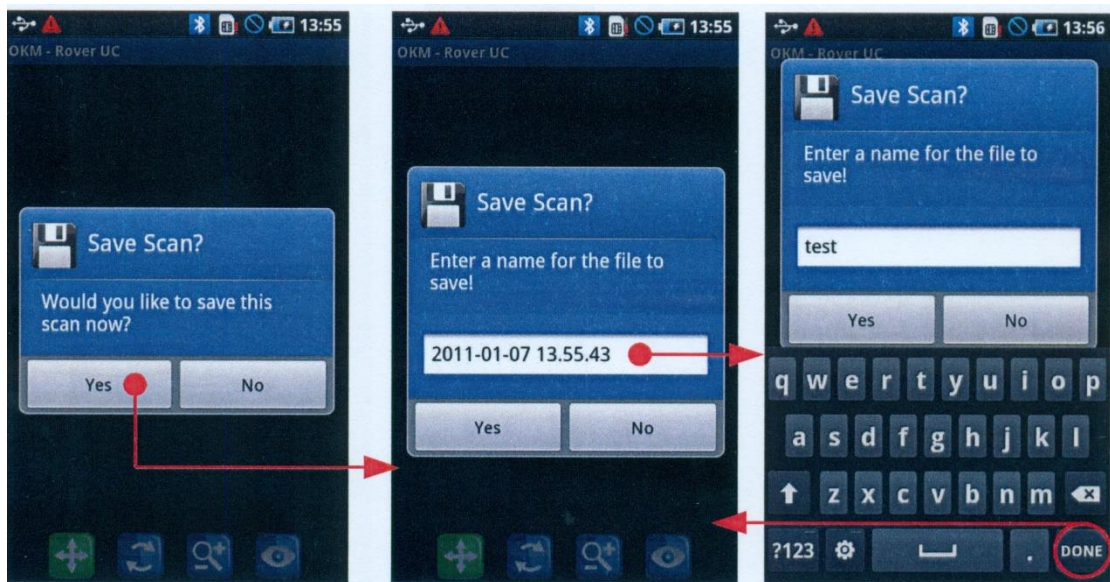 13:55
OKM - Rover UC
Save Scan?
Would you like to save this
scan now?
Yes
No
13:55
OKM - Rover UC
Save Scan?
Enter a name for the file to
save!
2011-01-07 13.55.43
Yes
No
13:56
OKM - Rover UC
Save Scan?
Enter a name for the file to
save!
test
Yes
No
q w e r t y u i o p
a s d f g h j k l
z x c v b n m
?123 . DONE